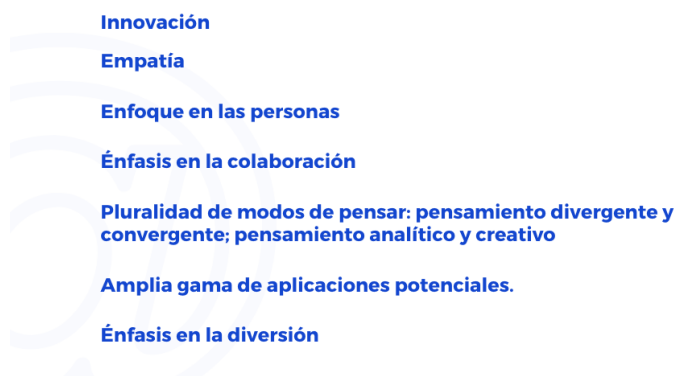 Innovación
Empatía
Enfoque en las personas
Énfasis en la colaboración
Pluralidad de modos de pensar: pensamiento divergente y
convergente; pensamiento analítico y creativo
Amplia gama de aplicaciones potenciales.
Énfasis en la diversión